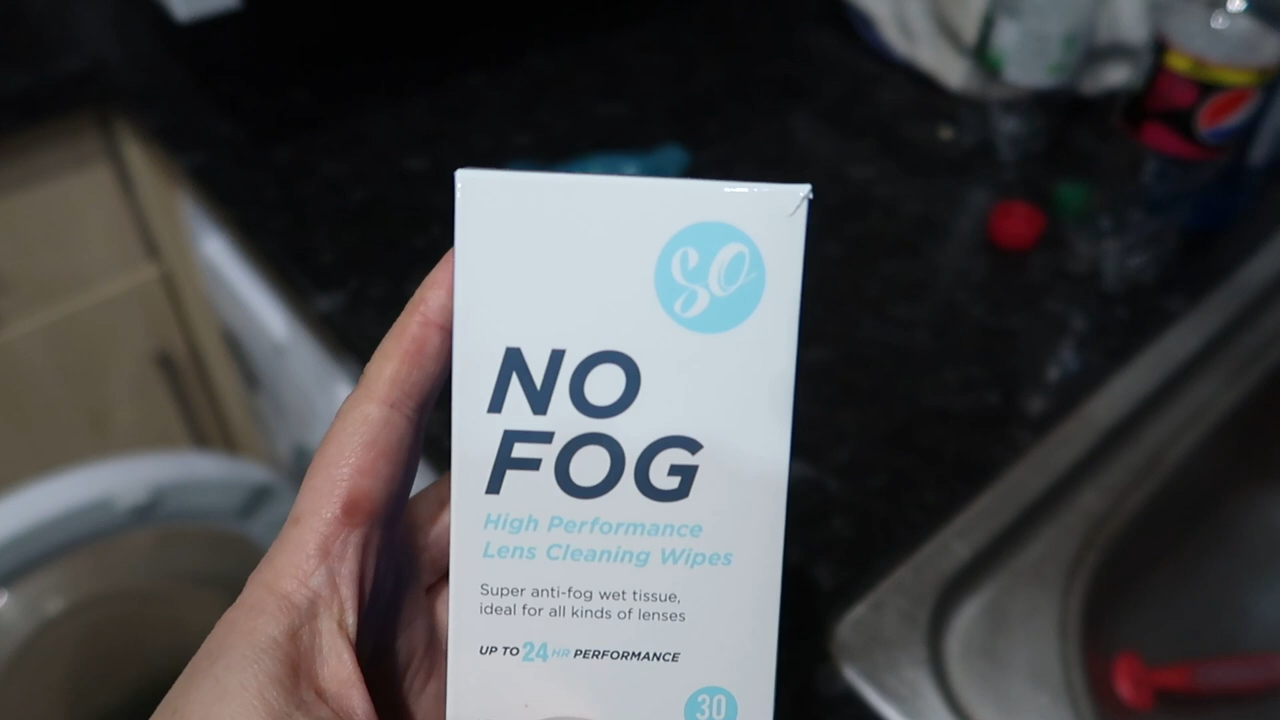 so
NO
FOG
High Performance
Lens Cleaning Wipes
Super anti-fog wet tissue,
ideal for all kinds of lenses
UP TO 24HR PERFORMANCE
30